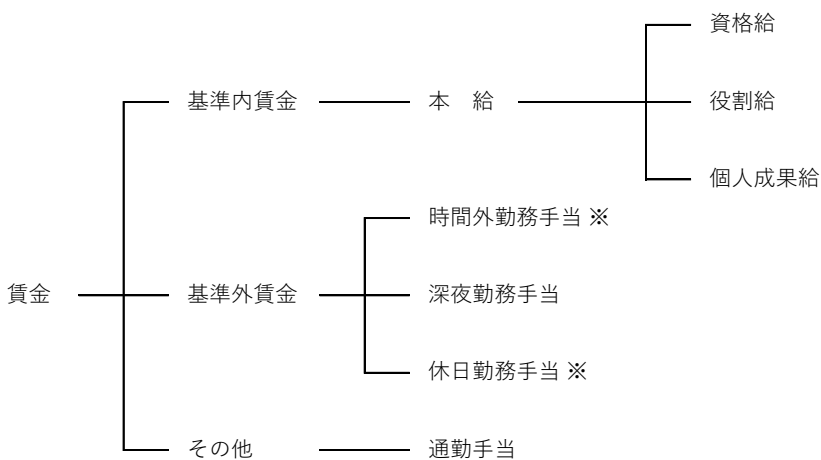 資格給
基準内賃金 本　給 役割給
個人成果給
時間外勤務手当 ※
賃金 基準外賃金 深夜勤務手当
休日勤務手当 ※
その他 通勤手当